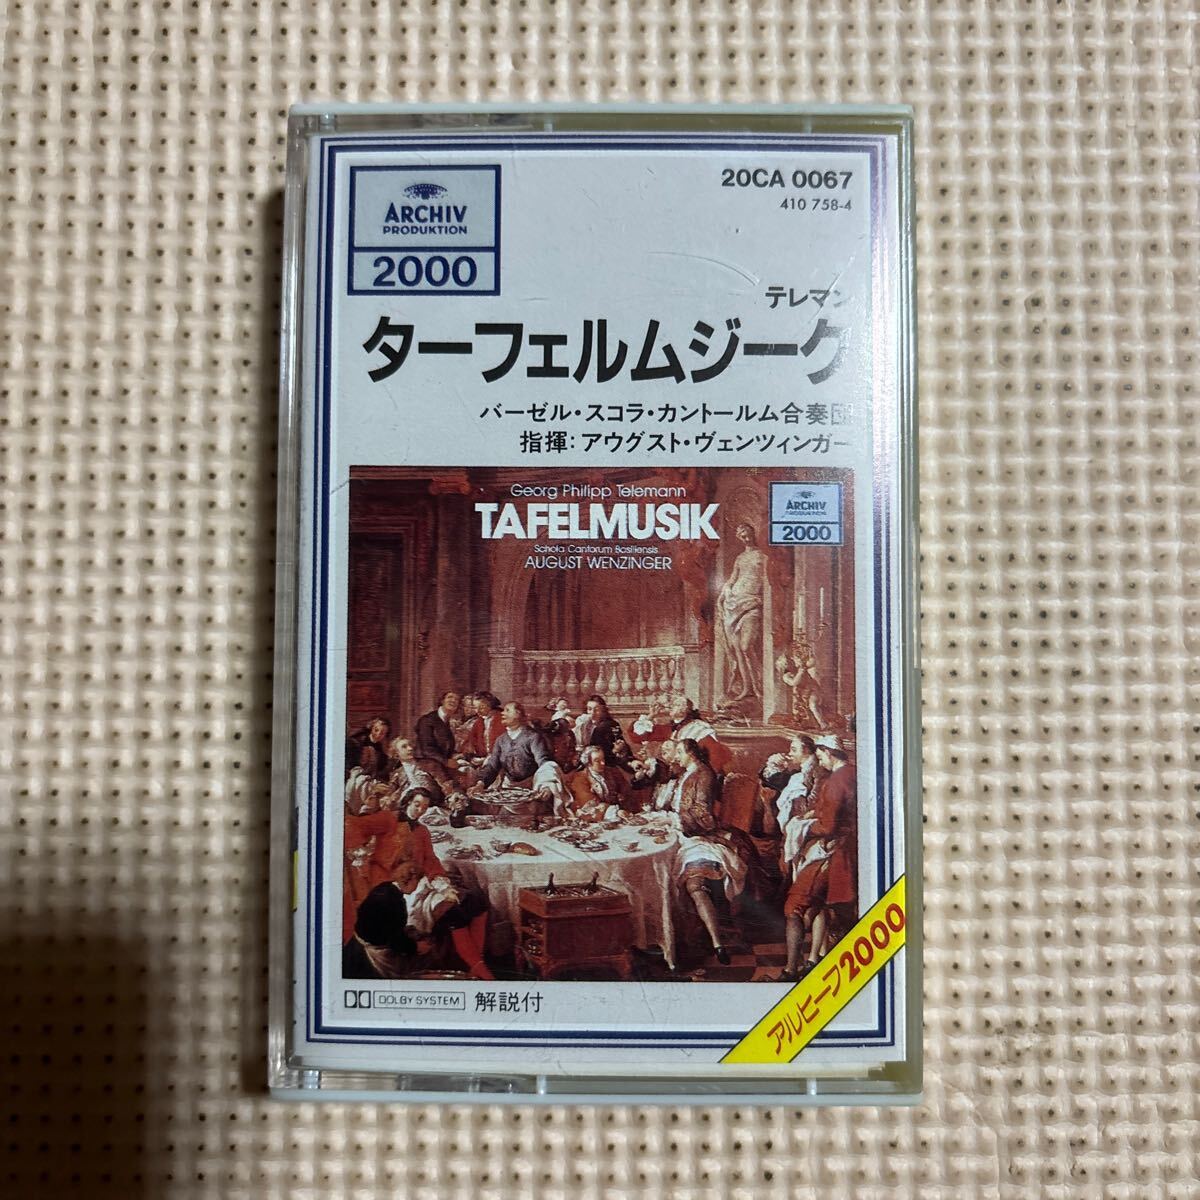 ARCHIV
PRODUKTION
2000
20CA 0067
410 758-4
テレマン
ターフェルムジーク
バーゼル・スコラ・カントールム合奏団
指揮：アウグスト・ヴェンツィンガー
Georg Philipp Telemann
TAFELMUSIK
Schola Cantorum Basiliensis
AUGUST WENZINGER
ARCHIV
PRODUKTION
2000
DOLBY SYSTEM
解説付
アルヒーフ2000